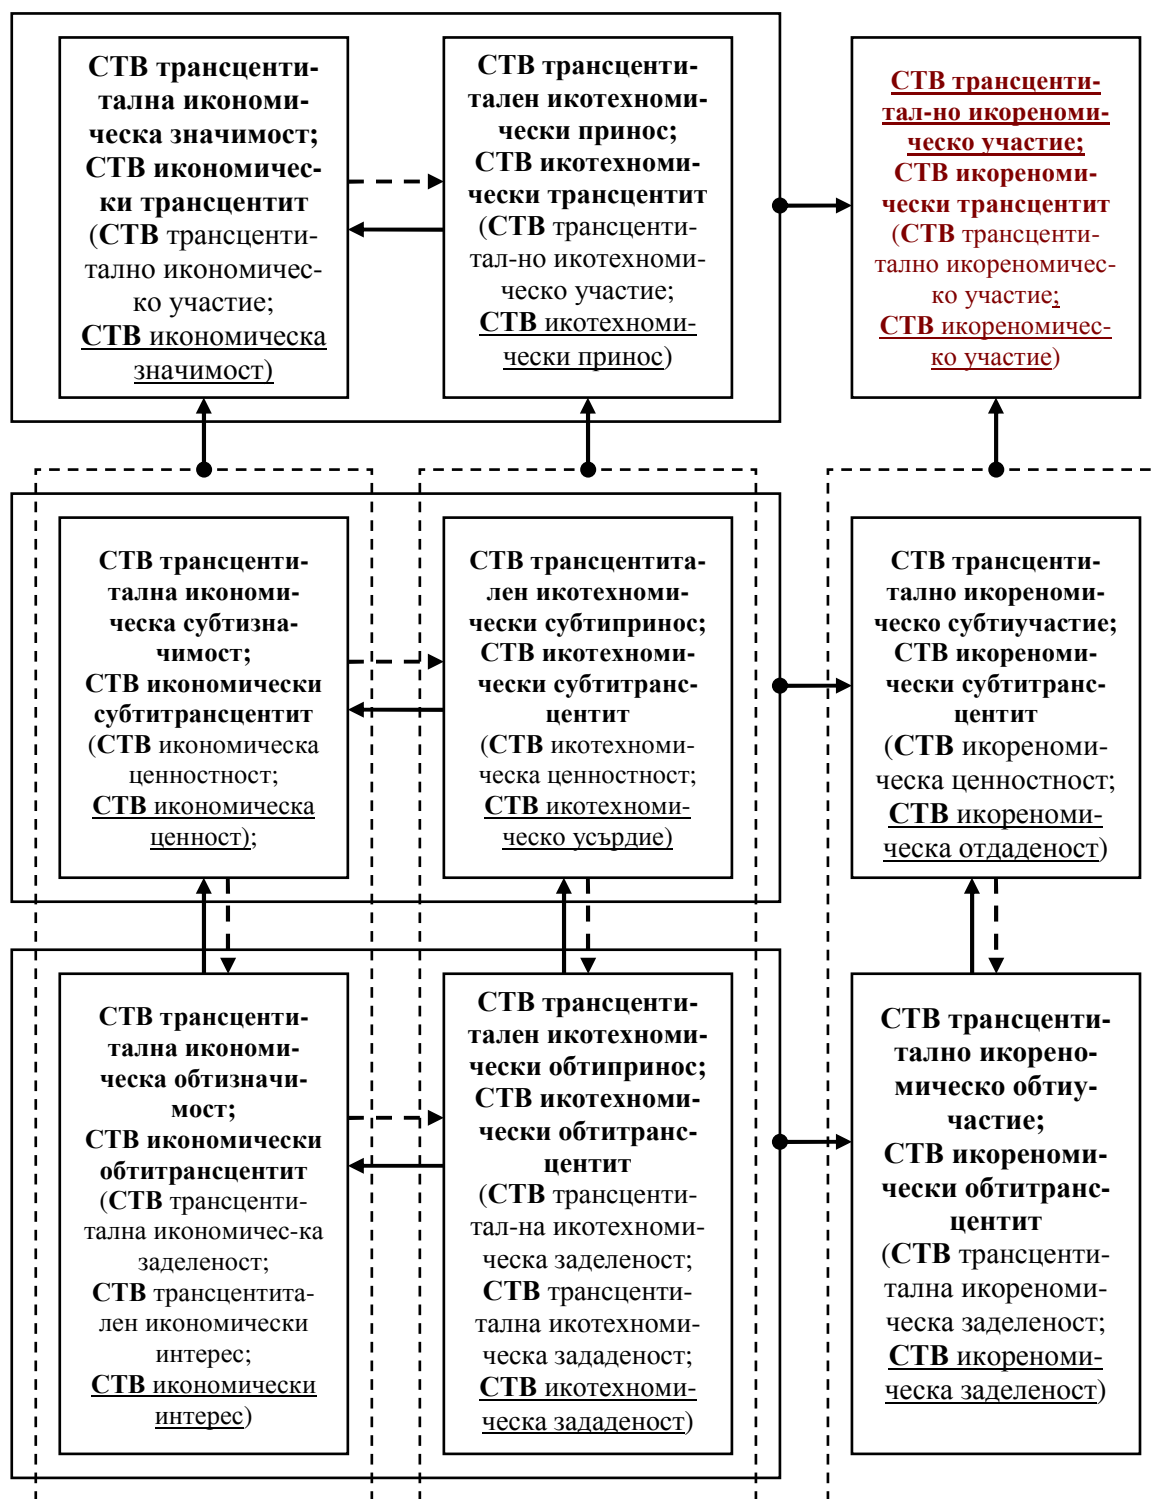 СТВ трансценти-
тална икономи-
ческа значимост;
СТВ икономичес-
ки трансцентит
(СТВ трансценти-
тално икономичес-
ко участие;
СТВ икономическа
значимост)
СТВ трансценти-
тален икотехноми-
чески принос;
СТВ икотехноми-
чески трансцентит
(СТВ трансценти-
тал-но икотехноми-
ческо участие;
СТВ икотехноми-
чески принос)
СТВ трансценти-
тал-но икореноми-
ческо участие;
СТВ икореноми-
чески трансцентит
(СТВ трансценти-
тално икореномичес-
ко участие;
СТВ икореномичес-
ко участие)
СТВ трансценти-
тална икономи-
ческа субтизна-
чимост;
СТВ икономически
субтитрансцентит
(СТВ икономическа
ценностност;
СТВ икономическа
ценност);
СТВ трансцентита-
лен икотехноми-
чески субтипринос;
СТВ икотехноми-
чески субтитранс-
центит
(СТВ икотехноми-
ческа ценностност;
СТВ икотехноми-
ческо усърдие)
СТВ трансценти-
тално икореноми-
ческо субтиучастие;
СТВ икореноми-
чески субтитранс-
центит
(СТВ икореноми-
ческа ценностност;
СТВ икореноми-
ческа отдаденост)
СТВ трансценти-
тална икономи-
ческа обтизначи-
мост;
СТВ икономически
обтитрансцентит
(СТВ трансценти-
тална икономичес-ка
заделеност;
СТВ трансцентита-
лен икономически
интерес;
СТВ икономически
интерес)
СТВ трансценти-
тален икотехноми-
чески обтипринос;
СТВ икотехноми-
чески обтитранс-
центит
(СТВ трансценти-
тал-на икотехноми-
ческа заделеност;
СТВ трансценти-
тална икотехноми-
ческа зададеност;
СТВ икотехноми-
ческа зададеност)
СТВ трансценти-
тално икорено-
мическо обтиу-
частие;
СТВ икореноми-
чески обтитранс-
центит
(СТВ трансценти-
тална икореноми-
ческа заделеност;
СТВ икореноми-
ческа заделеност)